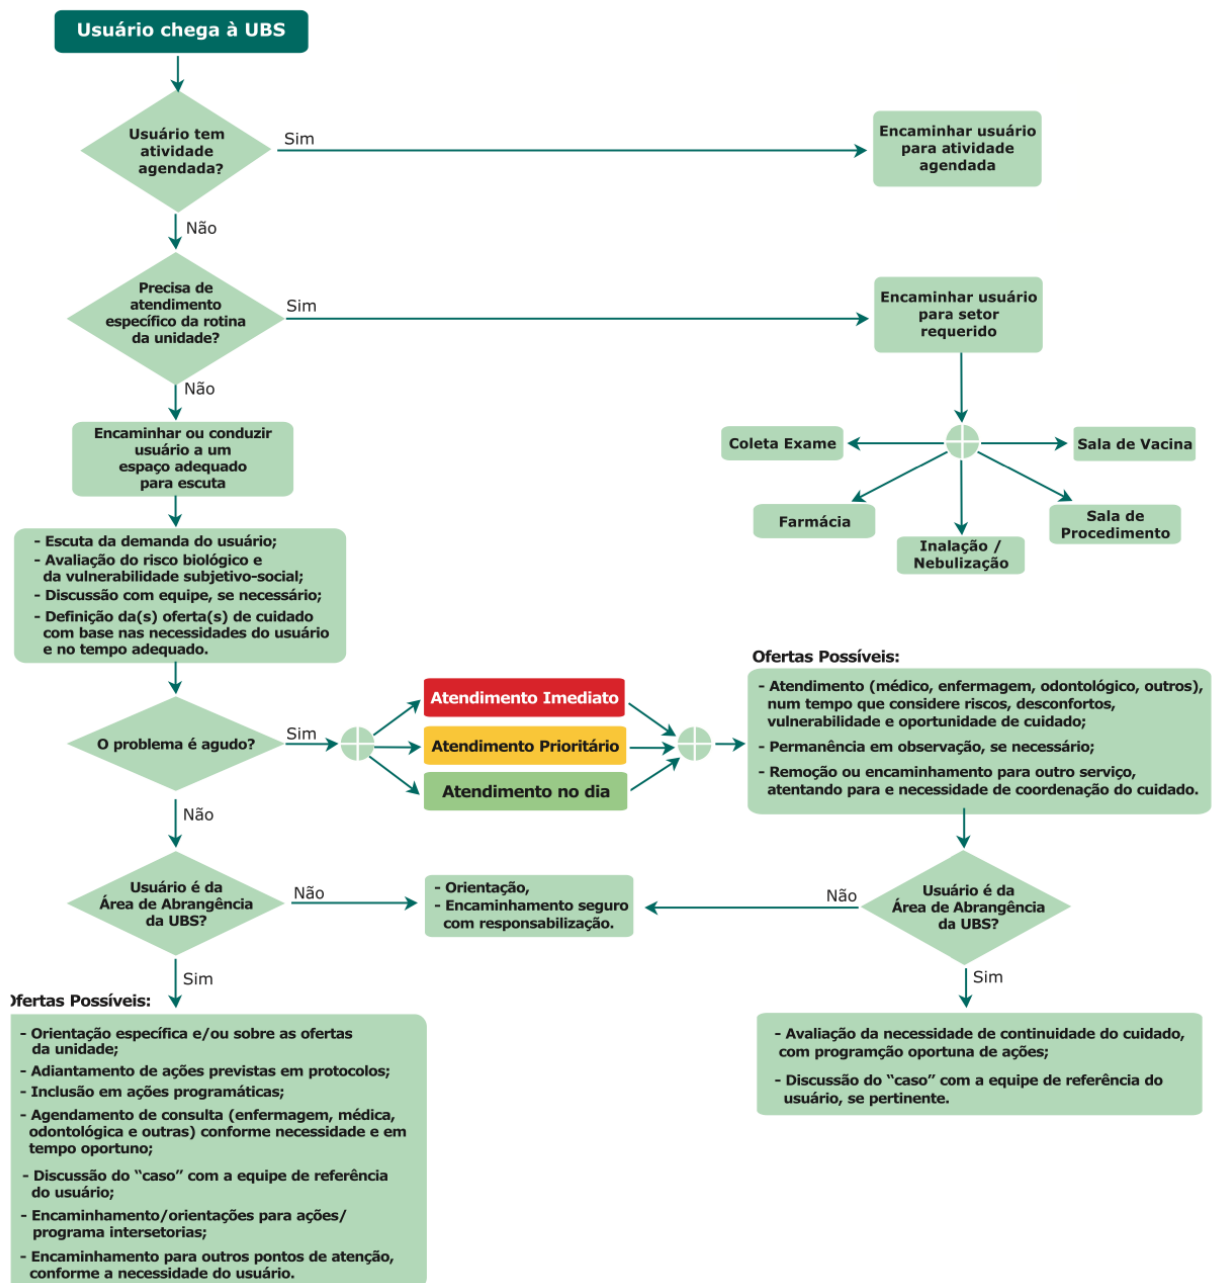 Usuário chega à UBS
Usuário tem
atividade
agendada?
Sim
Encaminhar usuário
para atividade
agendada
Não
Precisa de
atendimento
específico da rotina
da unidade?
Sim
Encaminhar usuário
para setor
requerido
Não
Encaminhar ou conduzir
usuário a um
espaço adequado
para escuta
Coleta Exame
Sala de Vacina
Farmácia
Sala de
Procedimento
Inalação /
Nebulização
- Escuta da demanda do usuário;
- Avaliação do risco biológico e
da vulnerabilidade subjetivo-social;
- Discussão com equipe, se necessário;
- Definição da(s) oferta(s) de cuidado
com base nas necessidades do usuário
e no tempo adequado.
O problema é agudo?
Sim
Atendimento Imediato
Atendimento Prioritário
Atendimento no dia
Ofertas Possíveis:
- Atendimento (médico, enfermagem, odontológico, outros),
num tempo que considere riscos, desconfortos,
vulnerabilidade e oportunidade de cuidado;
- Permanência em observação, se necessário;
- Remoção ou encaminhamento para outro serviço,
atentando para e necessidade de coordenação do cuidado.
Não
Usuário é da
Área de Abrangência
da UBS?
Não
- Orientação,
- Encaminhamento seguro
com responsabilização.
Não
Usuário é da
Área de Abrangência
da UBS?
Sim
Sim
Ofertas Possíveis:
- Orientação específica e/ou sobre as ofertas
da unidade;
- Adiantamento de ações previstas em protocolos;
- Inclusão em ações programáticas;
- Agendamento de consulta (enfermagem, médica,
odontológica e outras) conforme necessidade e em
tempo oportuno;
- Discussão do “caso” com a equipe de referência
do usuário;
- Encaminhamento/orientações para ações/
programa intersetorias;
- Encaminhamento para outros pontos de atenção,
conforme a necessidade do usuário.
- Avaliação da necessidade de continuidade do cuidado,
com programção oportuna de ações;
- Discussão do “caso” com a equipe de referência do
usuário, se pertinente.